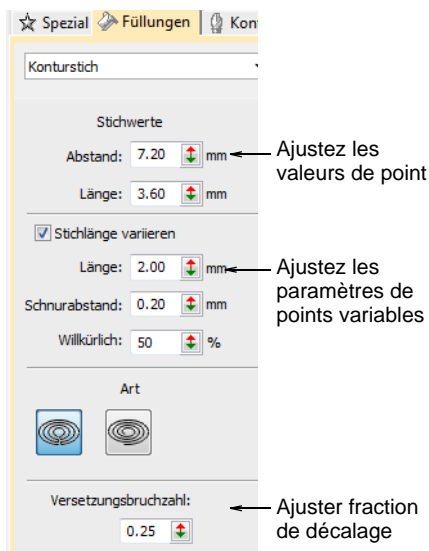 Spezial Füllungen Kon
Konturstich
Stichwerte
Abstand: 7.20 mm
Ajustez les
valeurs de point
Länge: 3.60 mm
Stichlänge variieren
Länge: 2.00 mm
Ajustez les
paramètres de
points variables
Schnurabstand: 0.20 mm
Willkürlich: 50 %
Art
Versetzungsbruchzahl:
0.25
Ajuster fraction
de décalage